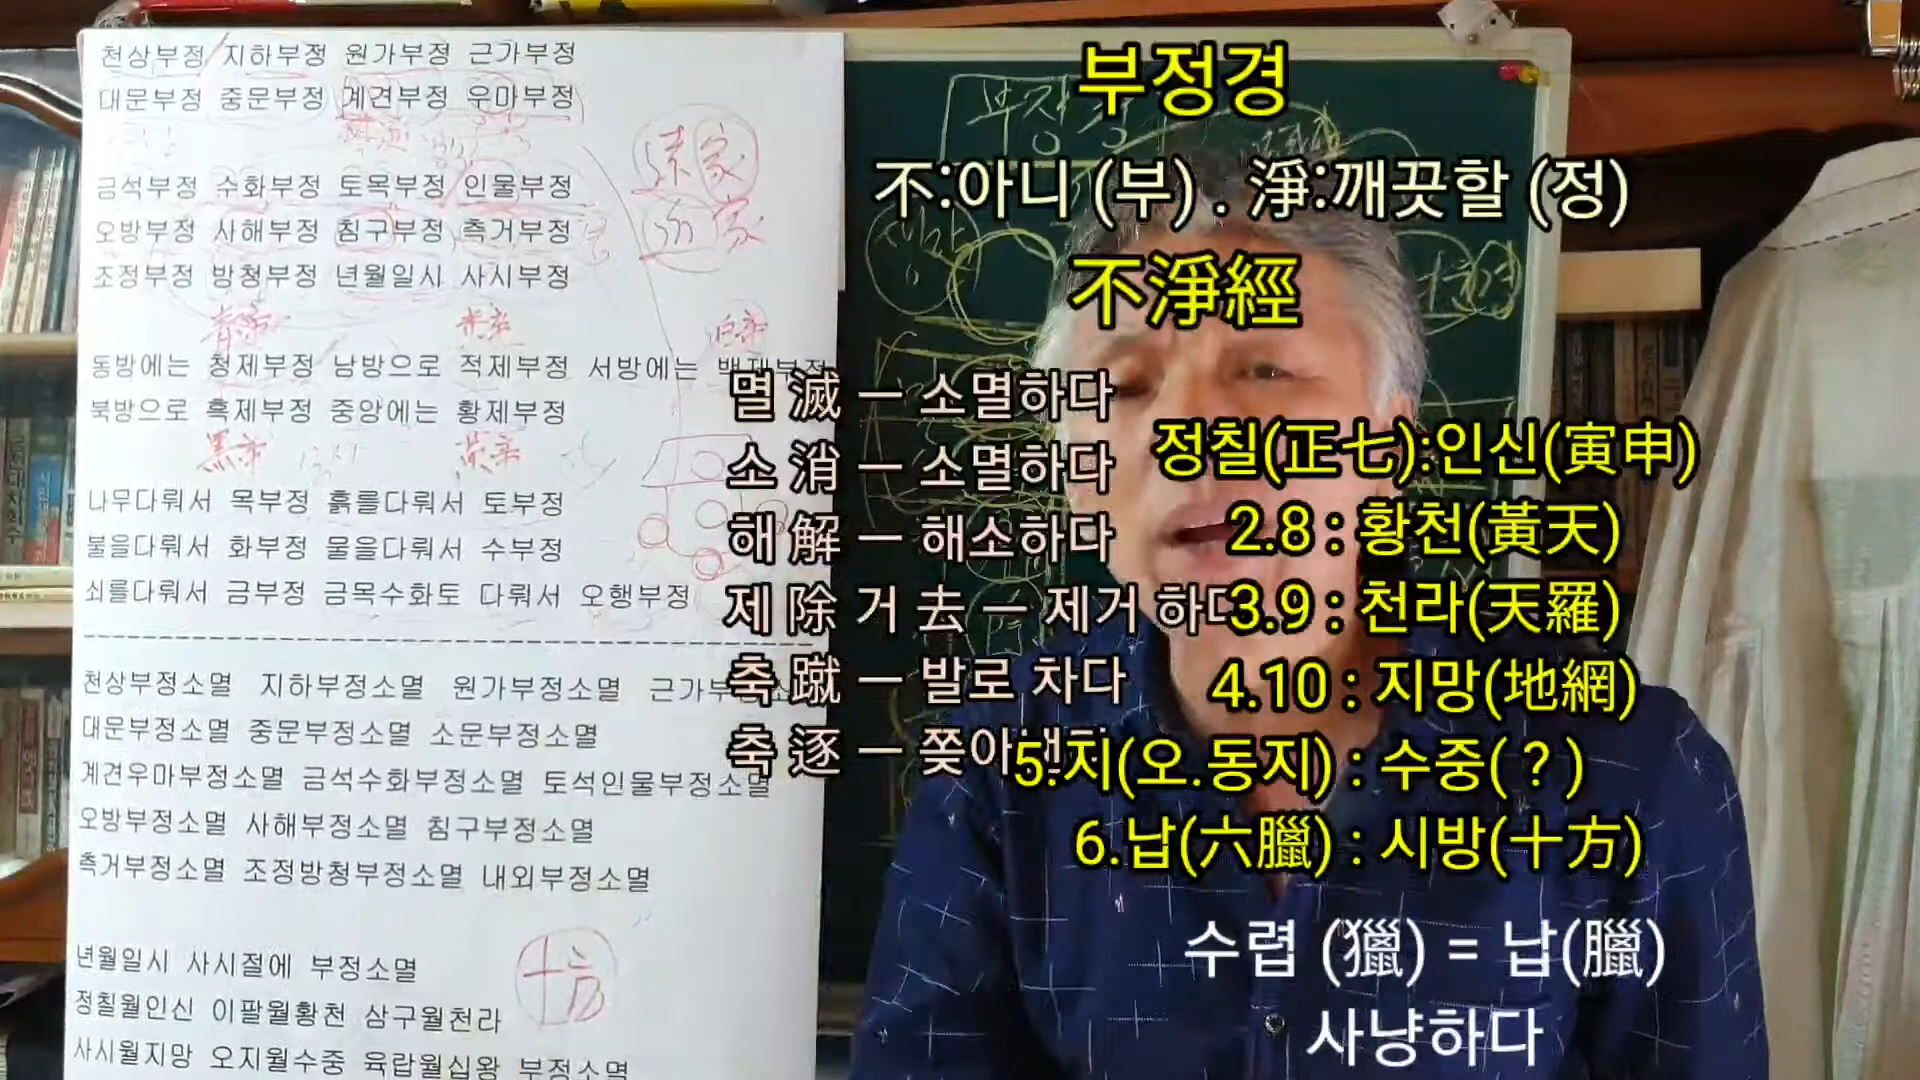 천상부정 지하부정 원가부정 근가부정
대문부정 중문부정 계견부정 우마부정
금석부정 수화부정 토목부정 인물부정
오방부정 사해부정 침구부정 측거부정
조정부정 방청부정 년월일시 사시부정
靑帝 白帝
동방에는 청제부정 남방으로 적제부정 서방에는 백제부정
북방으로 흑제부정 중앙에는 황제부정
黑帝
나무다뤄서 목부정 흙를다뤄서 토부정
불을다뤄서 화부정 물을다뤄서 수부정
쇠를다뤄서 금부정 금목수화토 다뤄서 오행부정
천상부정소멸 지하부정소멸 원가부정소멸
대문부정소멸 중문부정소멸 소문부정소멸
계견우마부정소멸 금석수화부정소멸 토석인물부정소멸
오방부정소멸 사해부정소멸 침구부정소멸
측거부정소멸 조정방청부정소멸 내외부정소멸
十方
년월일시 사시절에 부정소멸
정칠월인신 이팔월황천 삼구월천라
사시월지망 오지월수중 육랍월십왕 부정소멸
부정경
부정경
不:아니 (부) . 淨:깨끗할 (정)
不淨經
멸 滅 ㅡ 소멸하다
소 消 ㅡ 소멸하다
해 解 ㅡ 해소하다
제 除 거 去 ㅡ 제거 하다
축 蹴 ㅡ 발로 차다
축 逐 ㅡ 쫒아낸다
정칠(正七):인신(寅申)
2.8 : 황천(黃天)
3.9 : 천라(天羅)
4.10 : 지망(地網)
5.지(오.동지) : 수중( ? )
6.납(六臘) : 시방(十方)
수렵 (獵) = 납(臘)
사냥하다